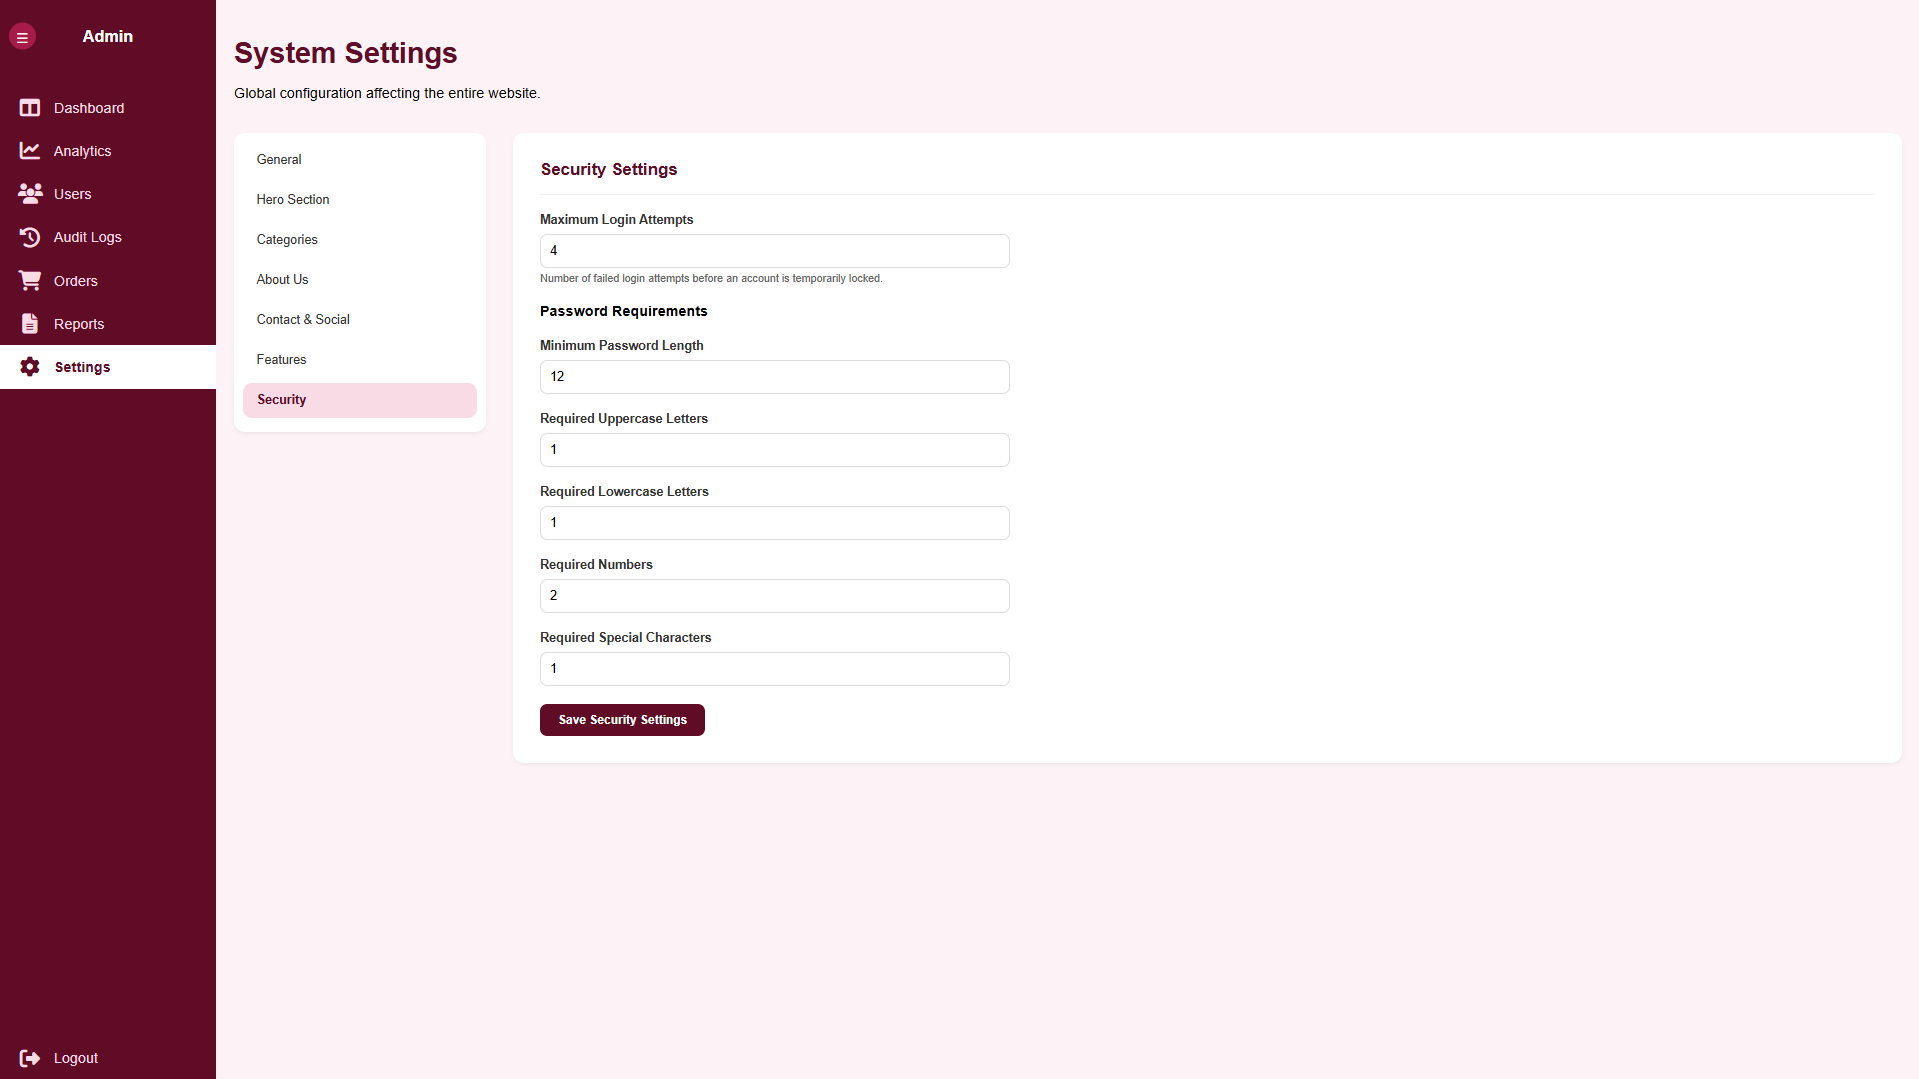 Admin
Dashboard
Analytics
Users
Audit Logs
Orders
Reports
Settings
Logout
System Settings
Global configuration affecting the entire website.
General
Hero Section
Categories
About Us
Contact & Social
Features
Security
Security Settings
Maximum Login Attempts
4
Number of failed login attempts before an account is temporarily locked.
Password Requirements
Minimum Password Length
12
Required Uppercase Letters
1
Required Lowercase Letters
1
Required Numbers
2
Required Special Characters
1
Save Security Settings